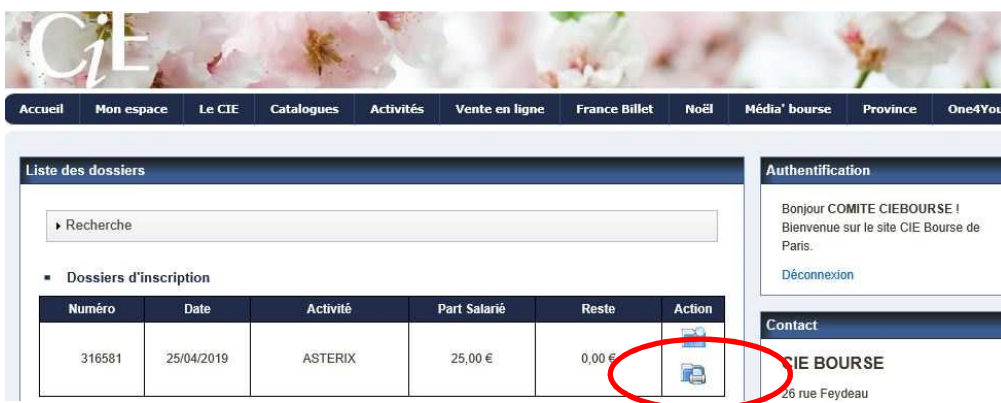 CiE
Accueil Mon espace Le CIE Catalogues Activités Vente en ligne France Billet Noël Média' bourse Province One4You
Liste des dossiers
Recherche
Dossiers d'inscription
Numéro Date Activité Part Salarié Reste Action
316581 25/04/2019 ASTERIX 25,00 € 0,00 €
Authentification
Bonjour COMITE CIEBOURSE !
Bienvenue sur le site CIE Bourse de
Paris.
Déconnexion
Contact
CIE BOURSE
26 rue Feydeau